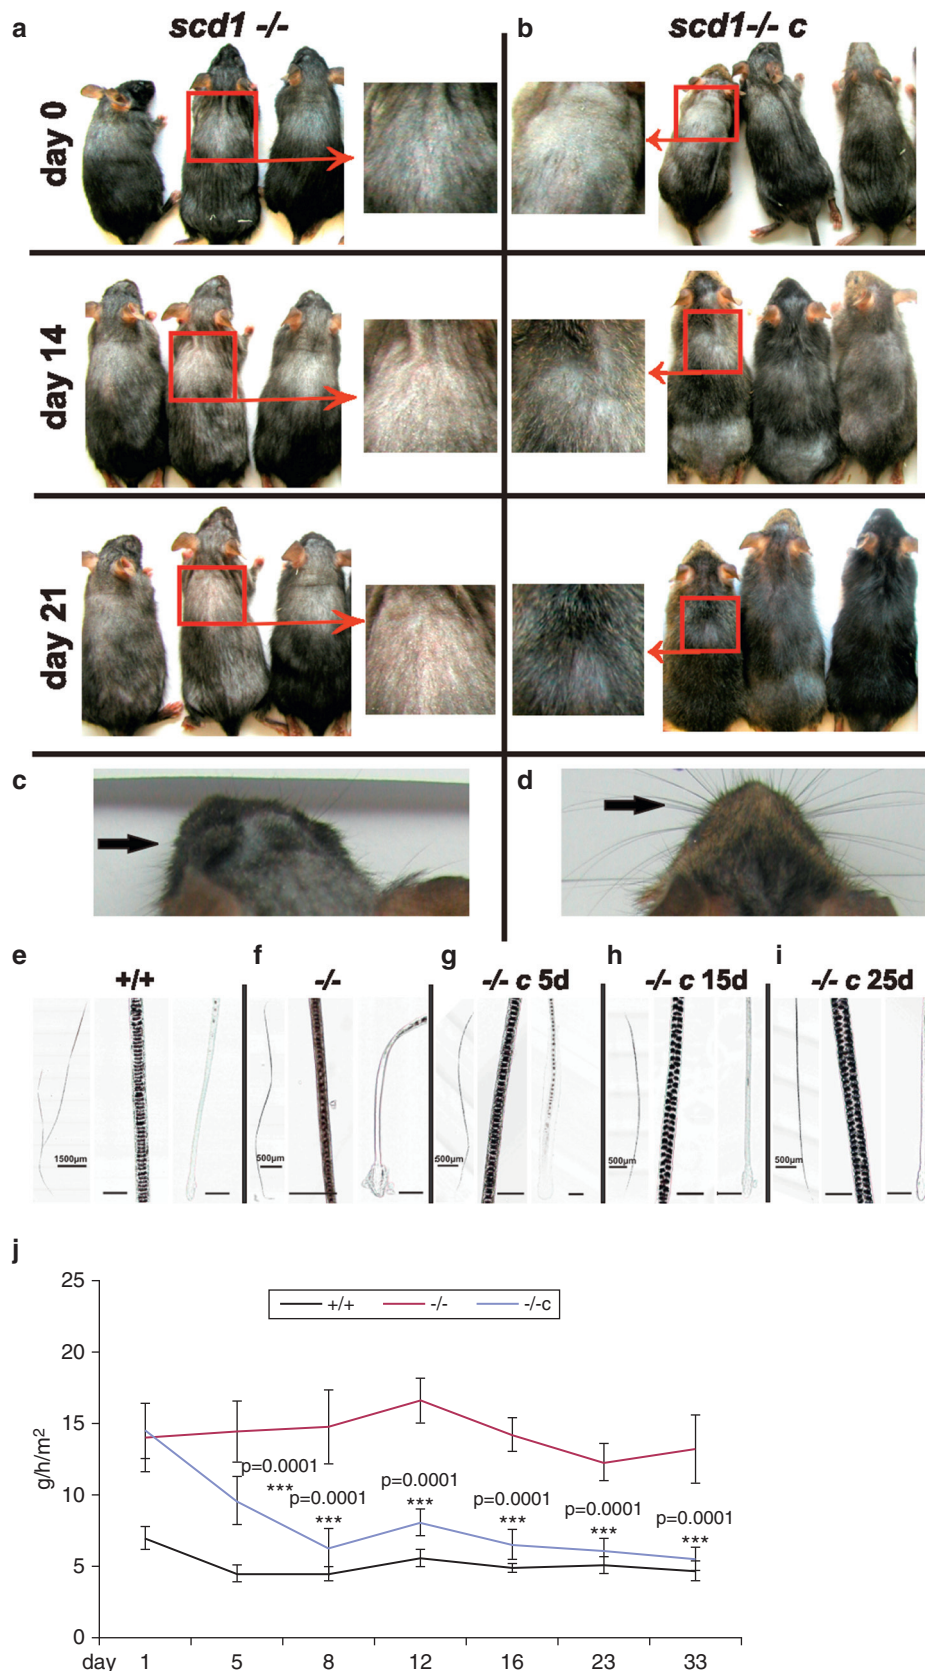 a
scd1 -/-
b
scd1-/- c
day 0
day 14
day 21
c
d
e
+/+
f
-/-
g
-/- c 5d
h
-/- c 15d
i
-/- c 25d
1500µm
500µm
500µm
500µm
500µm
j
25
20
15
10
5
0
g/h/m²
+/+
-/-
-/-c
p=0.0001
***
p=0.0001
***
p=0.0001
***
p=0.0001
***
p=0.0001
***
p=0.0001
***
day 1 5 8 12 16 23 33